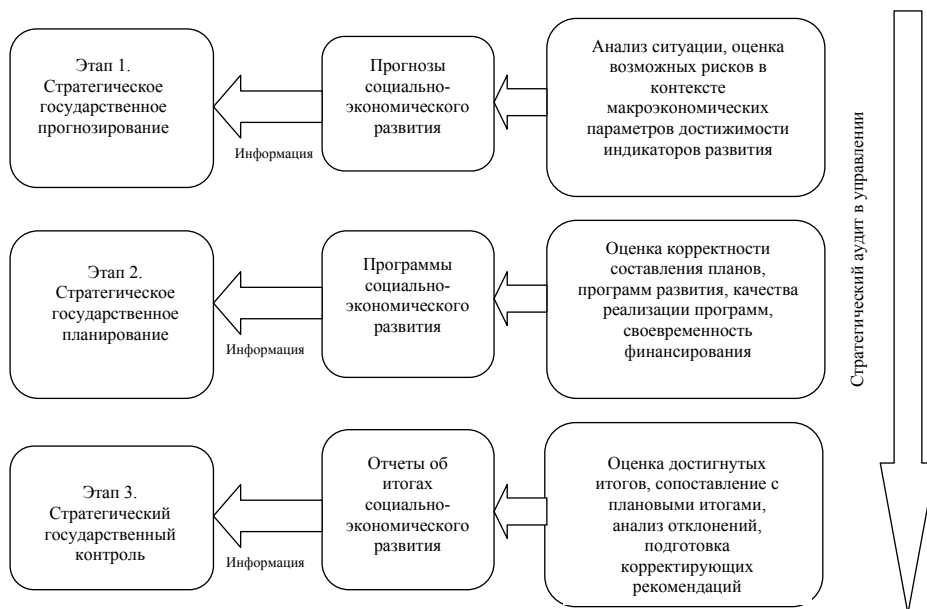 Этап 1.
Стратегическое
государственное
прогнозирование
Информация
Прогнозы
социально-
экономического
развития
Анализ ситуации, оценка
возможных рисков в
контексте
макроэкономических
параметров достижимости
индикаторов развития
Этап 2.
Стратегическое
государственное
планирование
Информация
Программы
социально-
экономического
развития
Оценка корректности
составления планов,
программ развития, качества
реализации программ,
своевременность
финансирования
Этап 3.
Стратегический
государственный
контроль
Информация
Отчеты об
итогах
социально-
экономического
развития
Оценка достигнутых
итогов, сопоставление с
плановыми итогами,
анализ отклонений,
подготовка
корректирующих
рекомендаций
Стратегический аудит в управлении